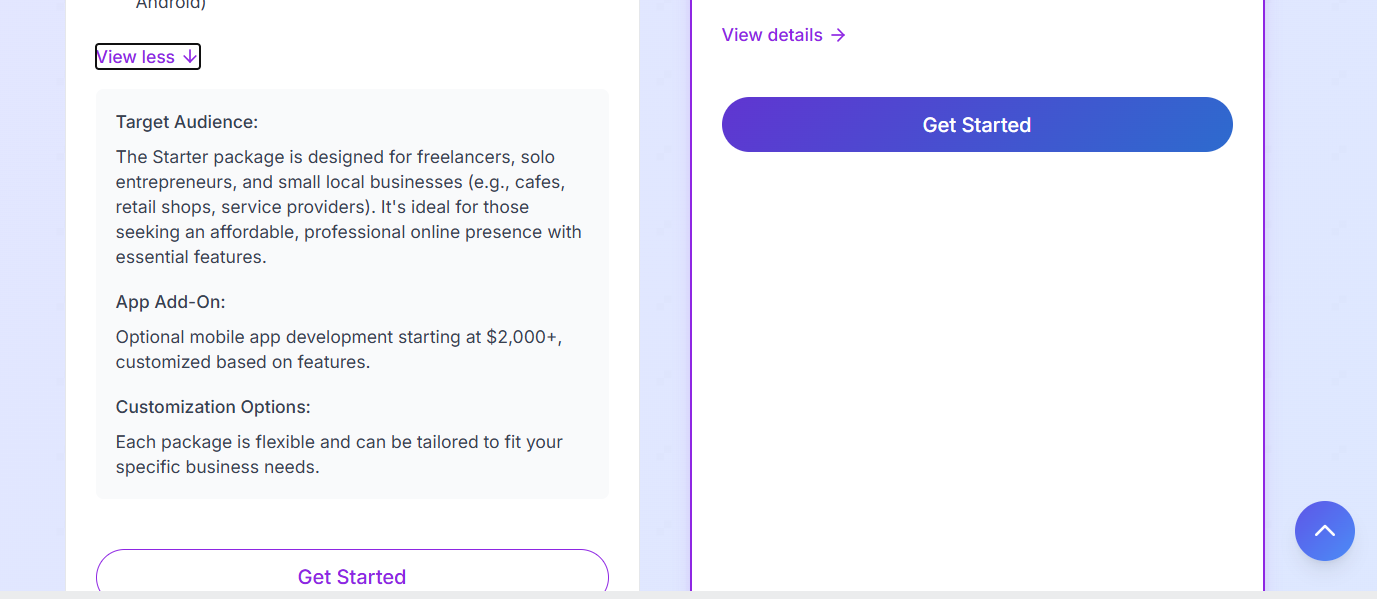 Android)
View less
Target Audience:
The Starter package is designed for freelancers, solo
entrepreneurs, and small local businesses (e.g., cafes,
retail shops, service providers). It's ideal for those
seeking an affordable, professional online presence with
essential features.
App Add-On:
Optional mobile app development starting at $2,000+,
customized based on features.
Customization Options:
Each package is flexible and can be tailored to fit your
specific business needs.
Get Started
View details
Get Started